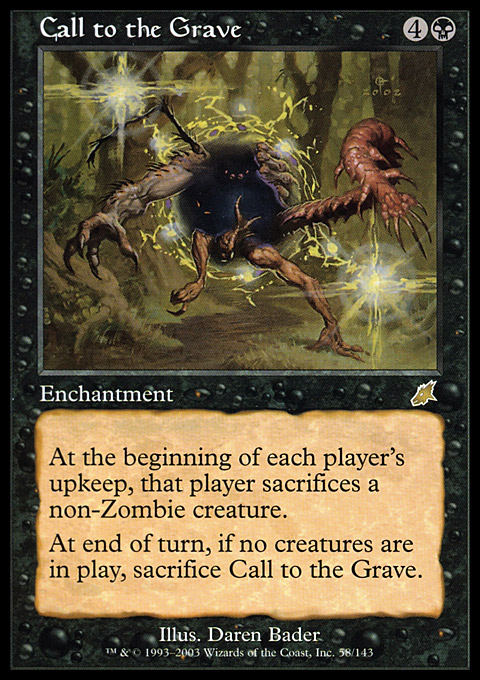 Call to the Grave 4
2002
Enchantment
At the beginning of each player's
upkeep, that player sacrifices a
non-Zombie creature.
At end of turn, if no creatures are
in play, sacrifice Call to the Grave.
Illus. Daren Bader
™ & © 1993–2003 Wizards of the Coast, Inc. 58/143